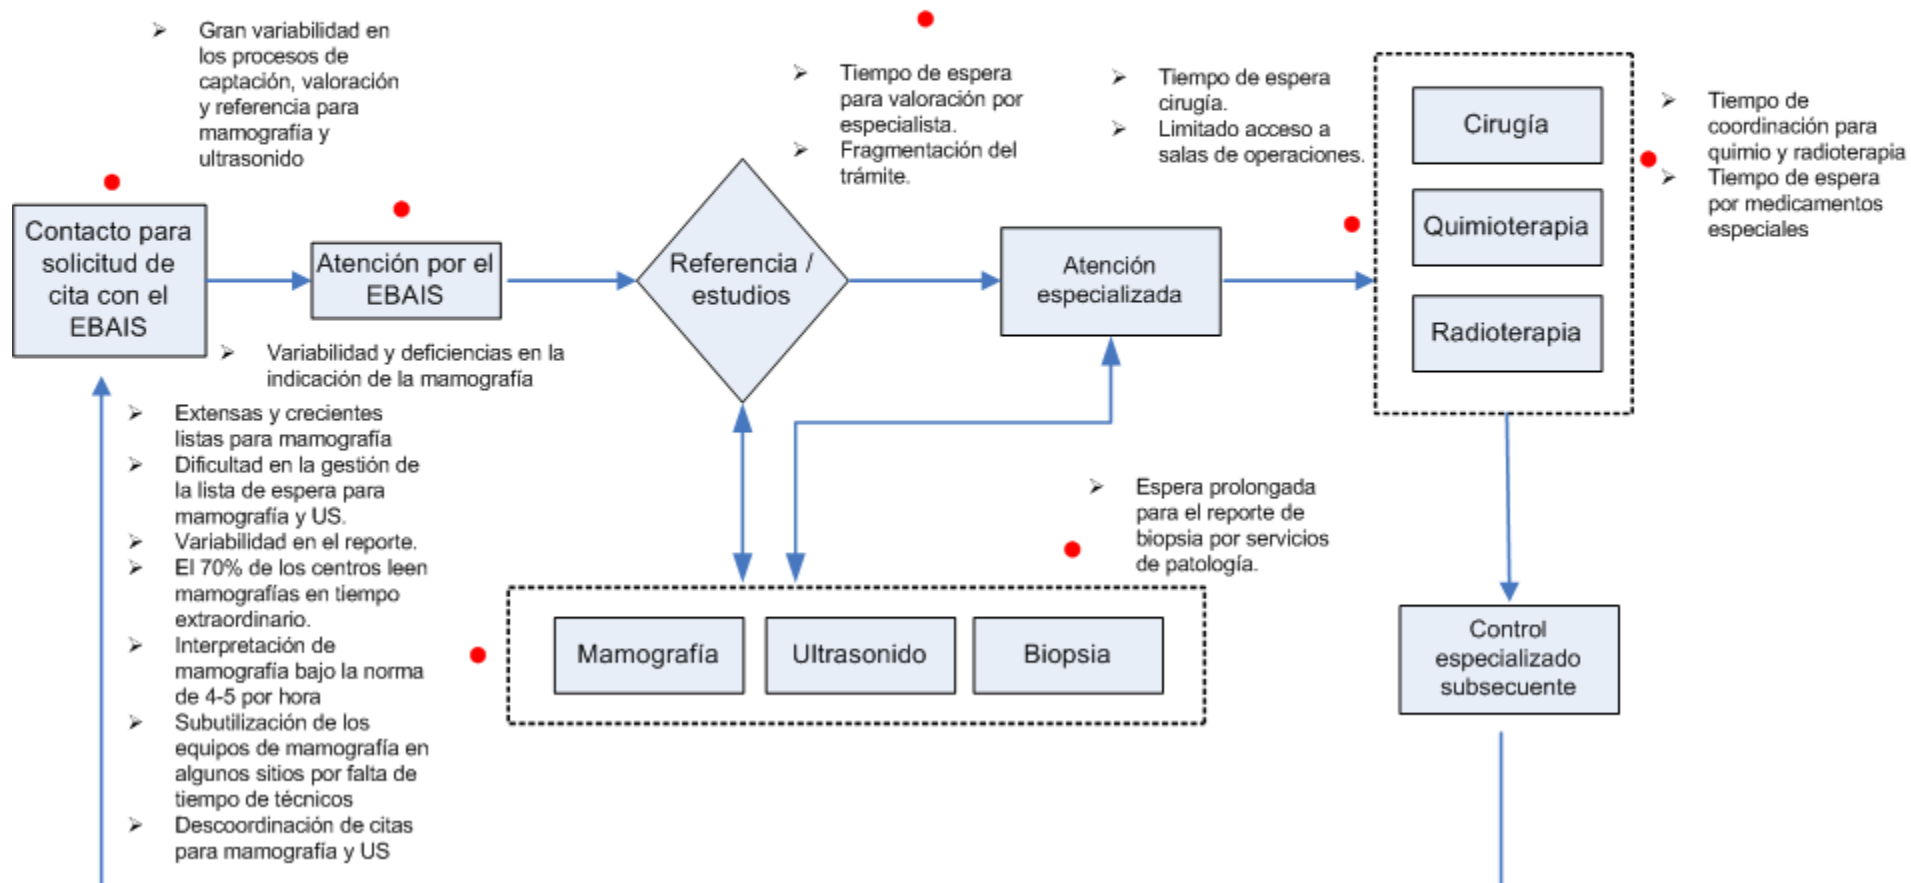 Gran variabilidad en
los procesos de
captación, valoración
y referencia para
mamografía y
ultrasonido
Tiempo de espera
para valoración por
especialista.
Fragmentación del
trámite.
Tiempo de espera
cirugía.
Limitado acceso a
salas de operaciones.
Cirugía
Quimioterapia
Radioterapia
Tiempo de
coordinación para
quimio y radioterapia
Tiempo de espera
por medicamentos
especiales
Contacto para
solicitud de
cita con el
EBAIS
Atención por el
EBAIS
Referencia /
estudios
Atención
especializada
Variabilidad y deficiencias en la
indicación de la mamografía
Extensas y crecientes
listas para mamografía
Dificultad en la gestión de
la lista de espera para
mamografía y US.
Variabilidad en el reporte.
El 70% de los centros leen
mamografías en tiempo
extraordinario.
Interpretación de
mamografía bajo la norma
de 4-5 por hora
Subutilización de los
equipos de mamografía en
algunos sitios por falta de
tiempo de técnicos
Descoordinación de citas
para mamografía y US
Espera prolongada
para el reporte de
biopsia por servicios
de patología.
Mamografía
Ultrasonido
Biopsia
Control
especializado
subsecuente